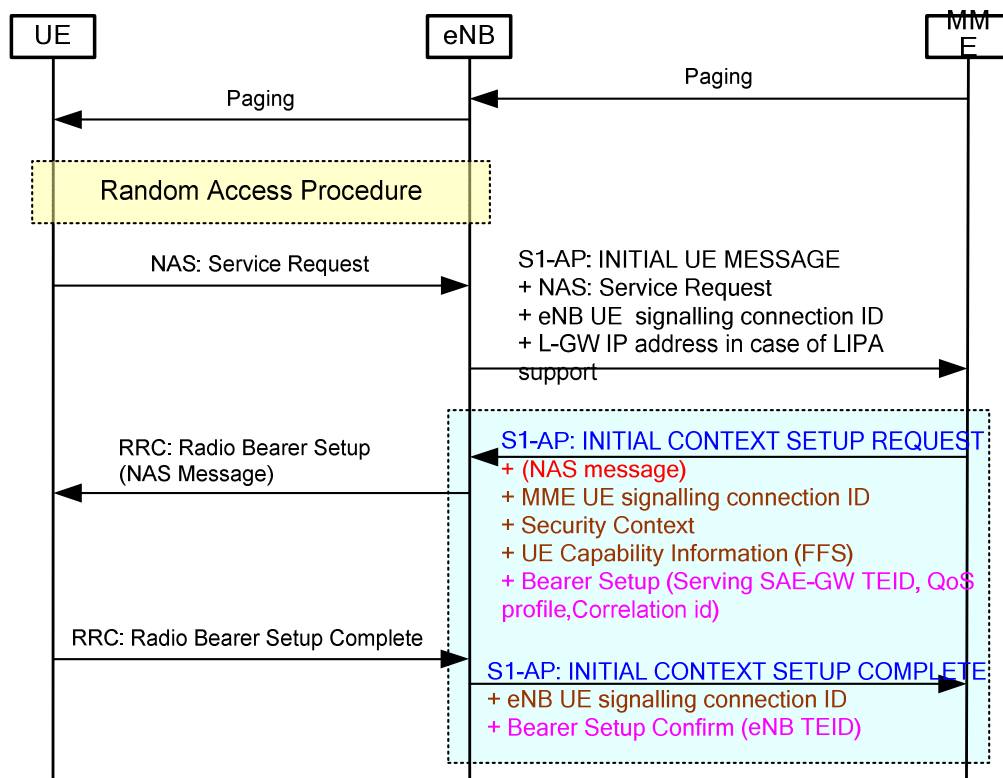 UE
eNB
MM
E
Paging
Paging
Random Access Procedure
NAS: Service Request
S1-AP: INITIAL UE MESSAGE
+ NAS: Service Request
+ eNB UE  signalling connection ID
+ L-GW IP address in case of LIPA
support
S1-AP: INITIAL CONTEXT SETUP REQUEST
+ (NAS message)
+ MME UE signalling connection ID
+ Security Context
+ UE Capability Information (FFS)
+ Bearer Setup (Serving SAE-GW TEID, QoS
profile,Correlation id)
RRC: Radio Bearer Setup
(NAS Message)
RRC: Radio Bearer Setup Complete
S1-AP: INITIAL CONTEXT SETUP COMPLETE
+ eNB UE signalling connection ID
+ Bearer Setup Confirm (eNB TEID)